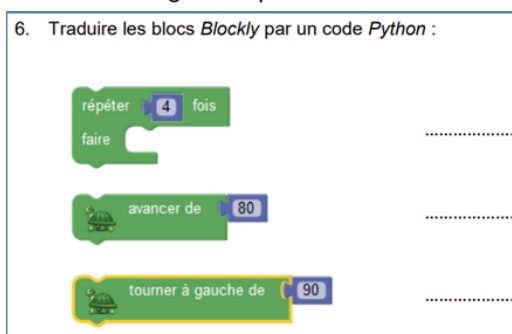 6. Traduire les blocs Blockly par un code Python :
répéter 4 fois
faire
....................
avancer de 80
....................
tourner à gauche de 90
....................